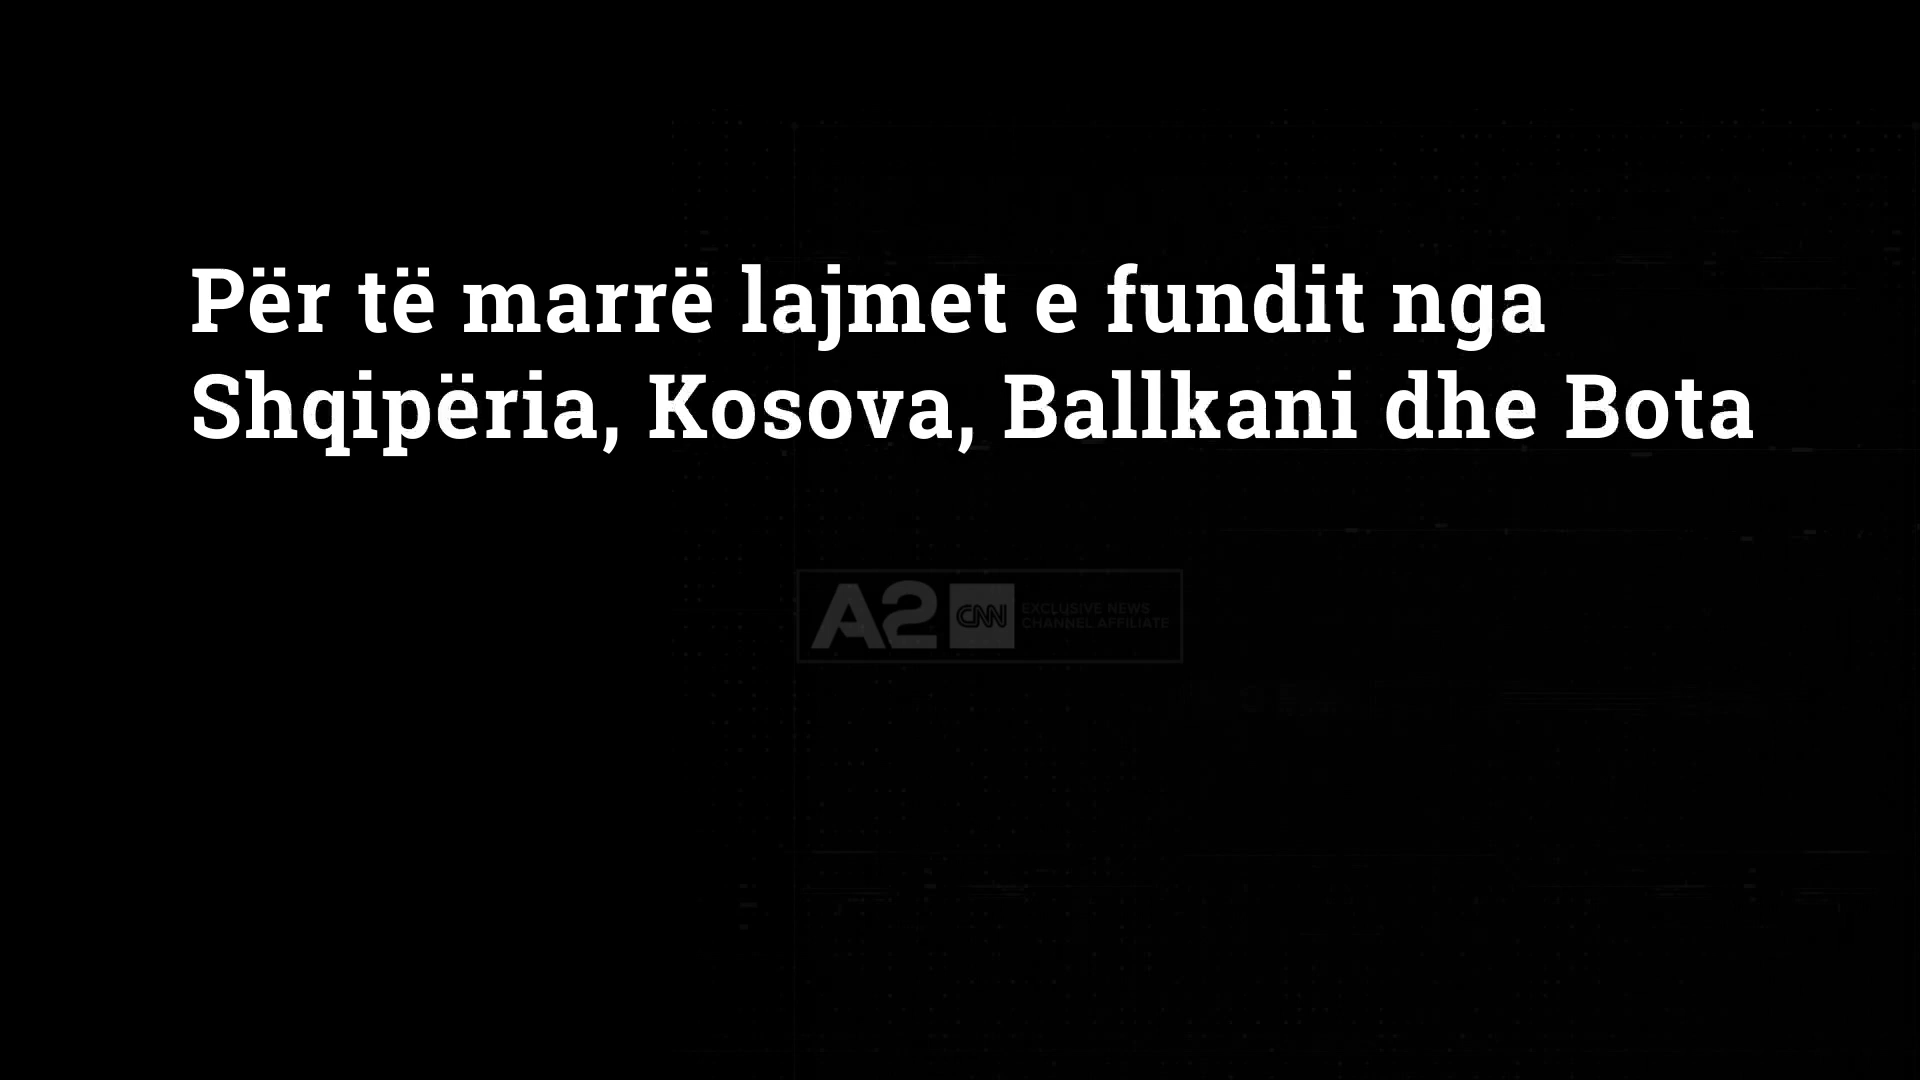 Për të marrë lajmet e fundit nga
Shqipëria, Kosova, Ballkani dhe Bota
A2 CNN EXCLUSIVE NEWS
CHANNEL AFFILIATE